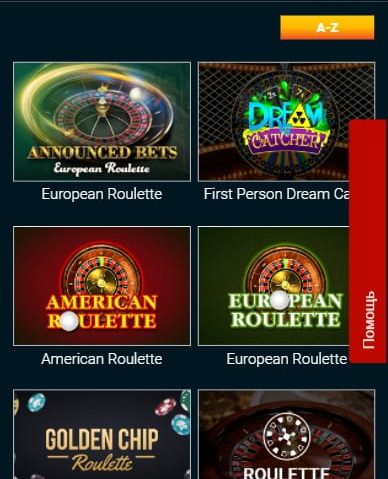 A-Z
ANNOUNCED BETS
European Roulette
DREAM
CATCHER
European Roulette
First Person Dream Ca
AMERICAN
ROULETTE
EUROPEAN
ROULETTE
American Roulette
European Roulette
Помощь
GOLDEN CHIP
Roulette
ROULETTE